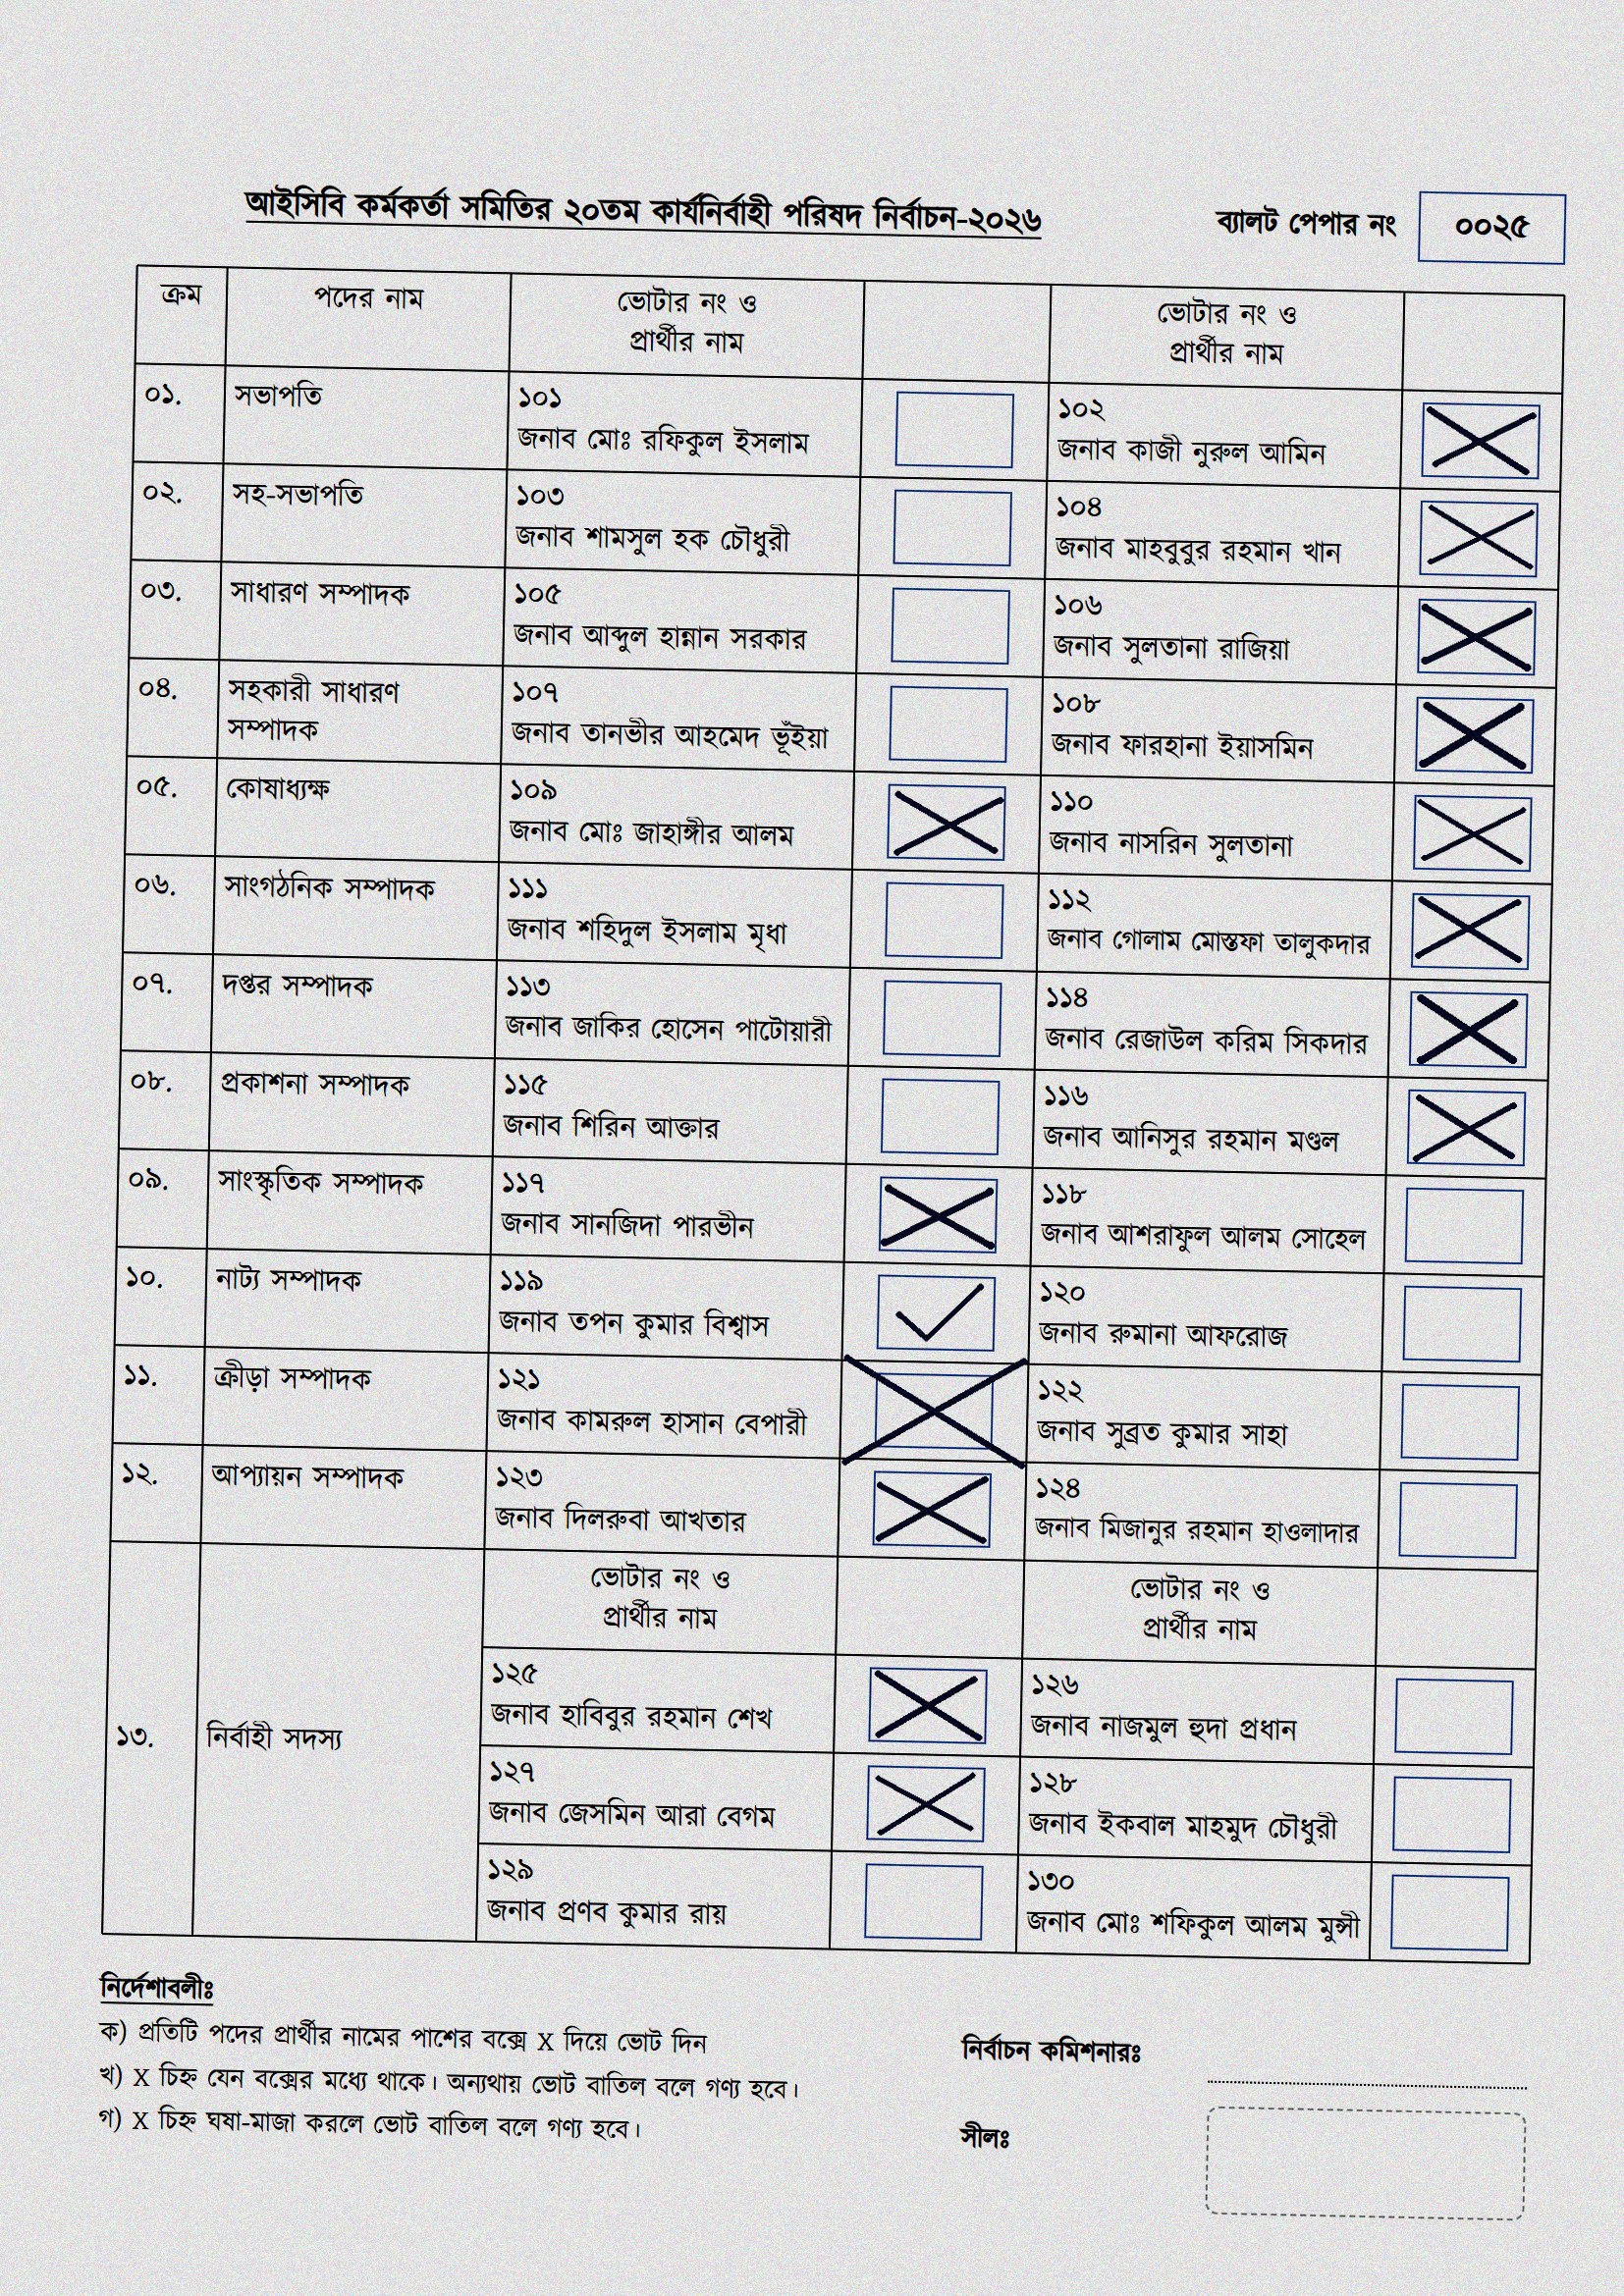 আইসিবি কর্মকর্তা সমিতির ২০তম কার্যনির্বাহী পরিষদ নির্বাচন-২০২৬
ব্যালট পেপার নং ০০২৫
ক্রম পদের নাম ভোটার নং ও ভোটার নং ও
প্রার্থীর নাম প্রার্থীর নাম
০১. সভাপতি ১০১ ১০২
জনাব মোঃ রফিকুল ইসলাম জনাব কাজী নুরুল আমিন
০২. সহ-সভাপতি ১০৩ ১০৪
জনাব শামসুল হক চৌধুরী জনাব মাহবুবুর রহমান খান
০৩. সাধারণ সম্পাদক ১০৫ ১০৬
জনাব আব্দুল হান্নান সরকার জনাব সুলতানা রাজিয়া
০৪. সহকারী সাধারণ ১০৭ ১০৮
সম্পাদক জনাব তানভীর আহমেদ ভূঁইয়া জনাব ফারহানা ইয়াসমিন
০৫. কোষাধ্যক্ষ ১০৯ ১১০
জনাব মোঃ জাহাঙ্গীর আলম জনাব নাসরিন সুলতানা
০৬. সাংগঠনিক সম্পাদক ১১১ ১১২
জনাব শহিদুল ইসলাম মৃধা জনাব গোলাম মোস্তফা তালুকদার
০৭. দপ্তর সম্পাদক ১১৩ ১১৪
জনাব জাকির হোসেন পাটোয়ারী জনাব রেজাউল করিম সিকদার
০৮. প্রকাশনা সম্পাদক ১১৫ ১১৬
জনাব শিরিন আক্তার জনাব আনিসুর রহমান মণ্ডল
০৯. সাংস্কৃতিক সম্পাদক ১১৭ ১১৮
জনাব সানজিদা পারভীন জনাব আশরাফুল আলম সোহেল
১০. নাট্য সম্পাদক ১১৯ ১২০
জনাব তপন কুমার বিশ্বাস জনাব রুমানা আফরোজ
১১. ক্রীড়া সম্পাদক ১২১ ১২২
জনাব কামরুল হাসান বেপারী জনাব সুব্রত কুমার সাহা
১২. আপ্যায়ন সম্পাদক ১২৩ ১২৪
জনাব দিলরুবা আখতার জনাব মিজানুর রহমান হাওলাদার
ভোটার নং ও ভোটার নং ও
প্রার্থীর নাম প্রার্থীর নাম
১৩. নির্বাহী সদস্য
১২৫ ১২৬
জনাব হাবিবুর রহমান শেখ জনাব নাজমুল হুদা প্রধান
১২৭ ১২৮
জনাব জেসমিন আরা বেগম জনাব ইকবাল মাহমুদ চৌধুরী
১২৯ ১৩০
জনাব প্রণব কুমার রায় জনাব মোঃ শফিকুল আলম মুন্সী
নির্দেশাবলীঃ
ক) প্রতিটি পদের প্রার্থীর নামের পাশের বক্সে X দিয়ে ভোট দিন
খ) X চিহ্ন যেন বক্সের মধ্যে থাকে। অন্যথায় ভোট বাতিল বলে গণ্য হবে।
গ) X চিহ্ন ঘষা-মাজা করলে ভোট বাতিল বলে গণ্য হবে।
নির্বাচন কমিশনারঃ
সীলঃ